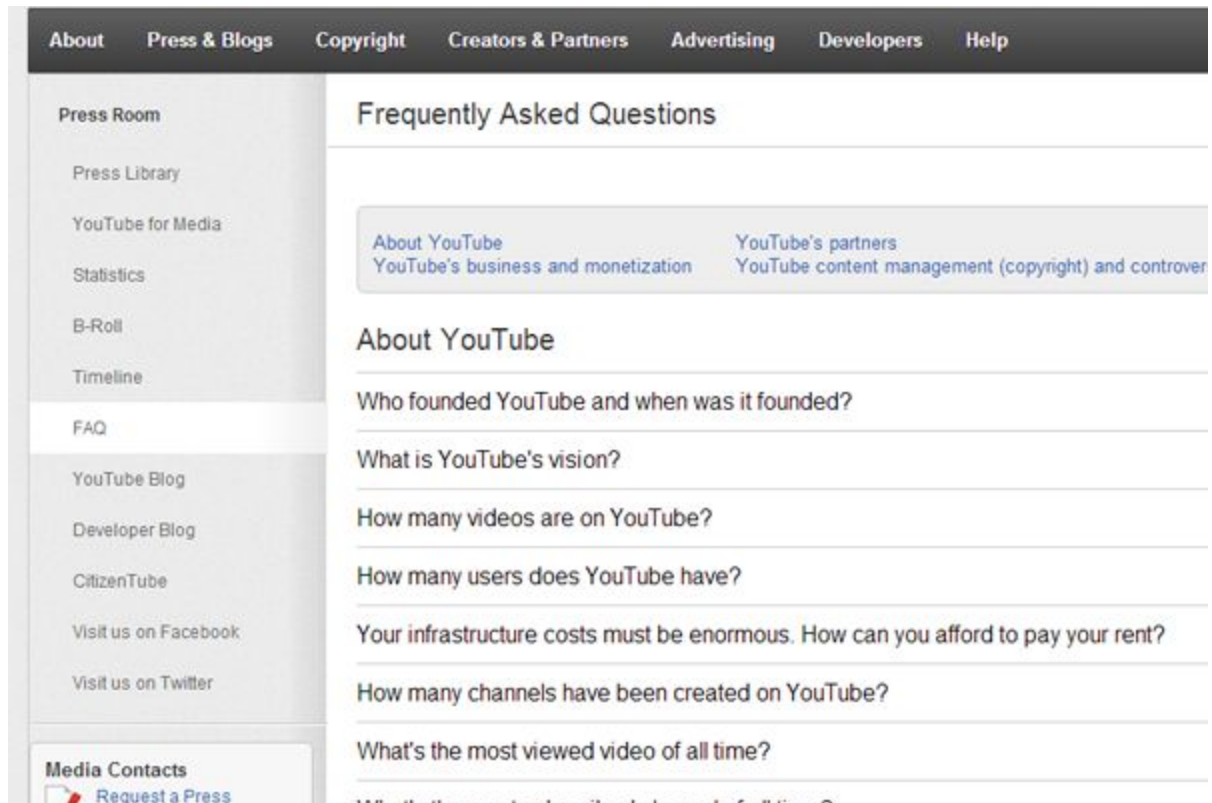 About Press & Blogs Copyright Creators & Partners Advertising Developers Help
Press Room
Press Library
YouTube for Media
Statistics
B-Roll
Timeline
FAQ
YouTube Blog
Developer Blog
CitizenTube
Visit us on Facebook
Visit us on Twitter
Media Contacts
Request a Press
Frequently Asked Questions
About YouTube YouTube's partners
YouTube's business and monetization YouTube content management (copyright) and controver
About YouTube
Who founded YouTube and when was it founded?
What is YouTube's vision?
How many videos are on YouTube?
How many users does YouTube have?
Your infrastructure costs must be enormous. How can you afford to pay your rent?
How many channels have been created on YouTube?
What's the most viewed video of all time?